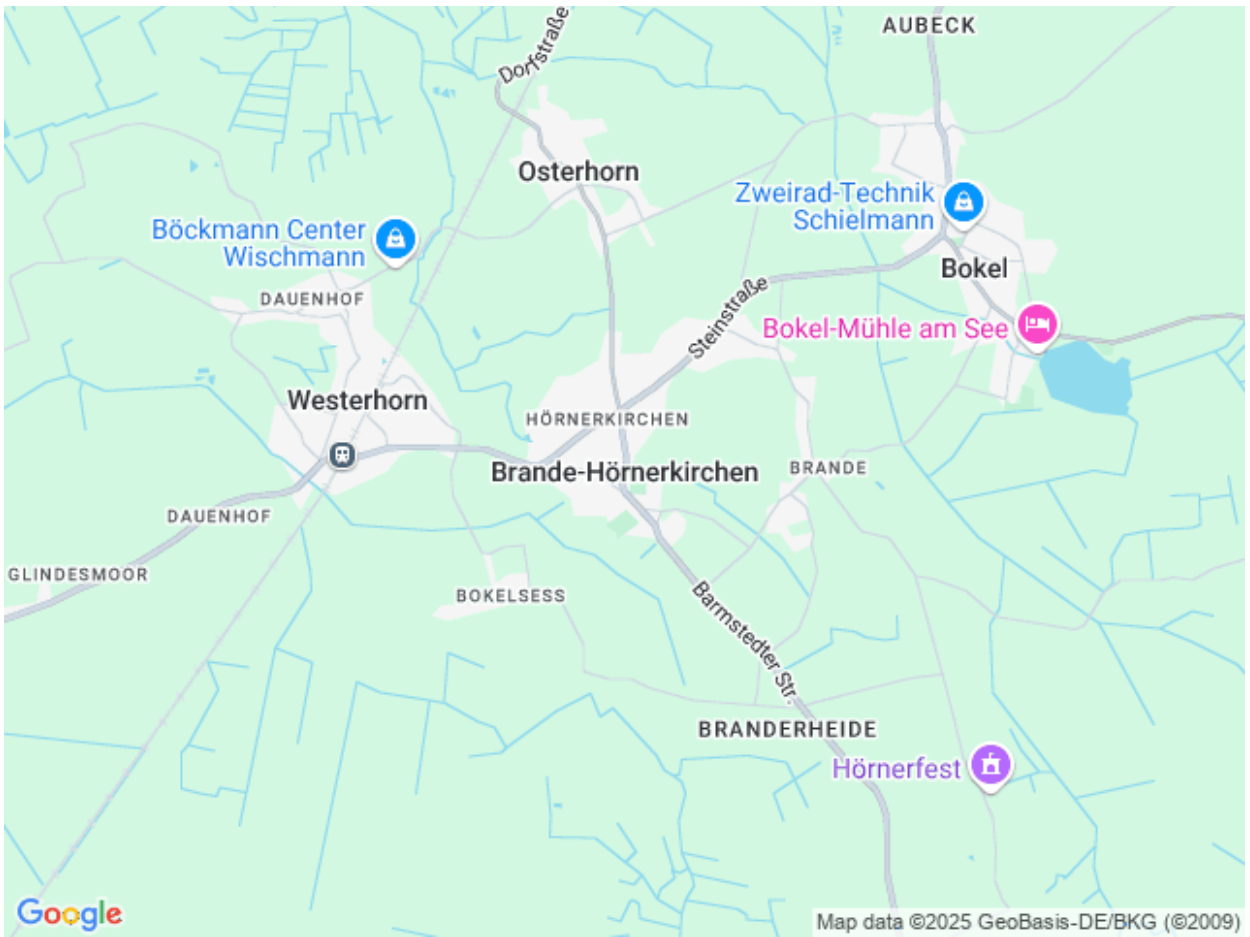 AUBECK
Dorfstraße
Osterhorn
Zweirad-Technik
Schielmann
Böckmann Center
Wischmann
Bokel
DAUENHOF
Steinstraße
Bokel-Mühle am See
Westerhorn
HÖRNERKIRCHEN
Brande-Hörnerkirchen
BRANDE
DAUENHOF
GLINDESMOOR
BOKELSESS
Barmstedter Str.
BRANDERHEIDE
Hörnerfest
Google
Map data ©2025 GeoBasis-DE/BKG (©2009)